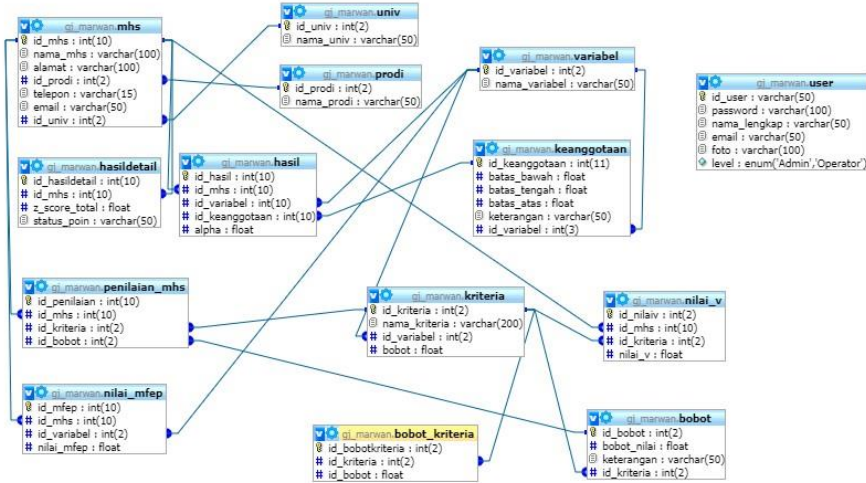 gj_marwan.mhs
id_mhs : int(10)
nama_mhs : varchar(100)
alamat : varchar(100)
id_prodi : int(2)
telepon : varchar(15)
email : varchar(50)
id_univ : int(2)
gj_marwan.univ
id_univ : int(2)
nama_univ : varchar(50)
gj_marwan.prodi
id_prodi : int(2)
nama_prodi : varchar(50)
gj_marwan.variabel
id_variabel : int(2)
nama_variabel : varchar(50)
gj_marwan.user
id_user : varchar(50)
password : varchar(100)
nama_lengkap : varchar(50)
email : varchar(50)
foto : varchar(100)
level : enum('Admin','Operator')
gj_marwan.hasildetail
id_hasildetail : int(10)
id_mhs : int(10)
z_score_total : float
status_poin : varchar(50)
gj_marwan.hasil
id_hasil : int(10)
id_mhs : int(10)
id_variabel : int(10)
id_keanggotaan : int(10)
alpha : float
gj_marwan.keanggotaan
id_keanggotaan : int(11)
batas_bawah : float
batas_tengah : float
batas_atas : float
keterangan : varchar(50)
id_variabel : int(3)
gj_marwan.penilaian_mhs
id_penilaian : int(10)
id_mhs : int(10)
id_kriteria : int(2)
id_bobot : int(2)
gj_marwan.kriteria
id_kriteria : int(2)
nama_kriteria : varchar(200)
id_variabel : int(2)
bobot : float
gj_marwan.nilai_v
id_nilaiv : int(2)
id_mhs : int(10)
id_kriteria : int(2)
nilai_v : float
gj_marwan.nilai_mfep
id_mfep : int(10)
id_mhs : int(10)
id_variabel : int(2)
nilai_mfep : float
gj_marwan.bobot_kriteria
id_bobotkriteria : int(2)
id_kriteria : int(2)
id_bobot : float
gj_marwan.bobot
id_bobot : int(2)
bobot_nilai : float
keterangan : varchar(50)
id_kriteria : int(2)